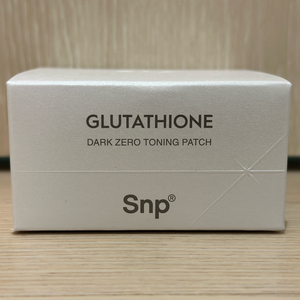 GLUTATHIONE
DARK ZERO TONING PATCH
Snp®